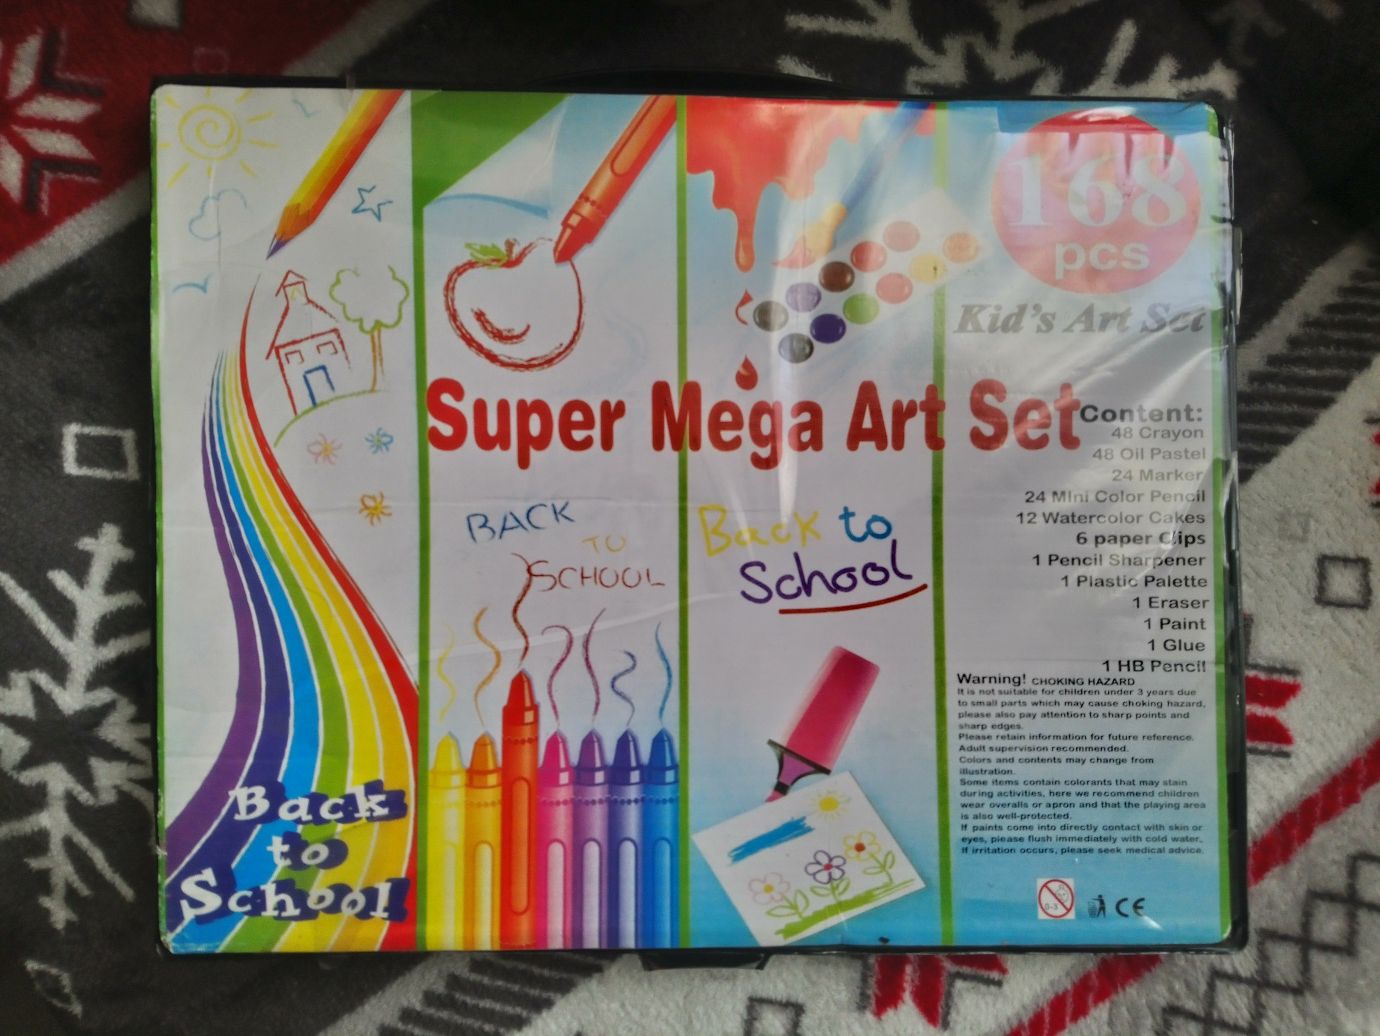 168
pcs
Kid's Art Set
Super Mega Art Set
BACK
TO
SCHOOL
Back to
School
Back
to
School
Content:
48 Crayon
48 Oil Pastel
24 Marker
24 MIni Color Pencil
12 Watercolor Cakes
6 paper Clips
1 Pencil Sharpener
1 Plastic Palette
1 Eraser
1 Paint
1 Glue
1 HB Pencil
Warning! CHOKING HAZARD
It is not suitable for children under 3 years due
to small parts which may cause choking hazard,
please also pay attention to sharp points and
sharp edges.
Please retain information for future reference.
Adult supervision recommended.
Colors and contents may change from
illustration.
Some items contain colorants that may stain
during activities, here we recommend children
wear overalls or apron and that the playing area
is also well-protected.
If paints come into directly contact with skin or
eyes, please flush immediately with cold water.
If irritation occurs, please seek medical advice.
0-3
CE